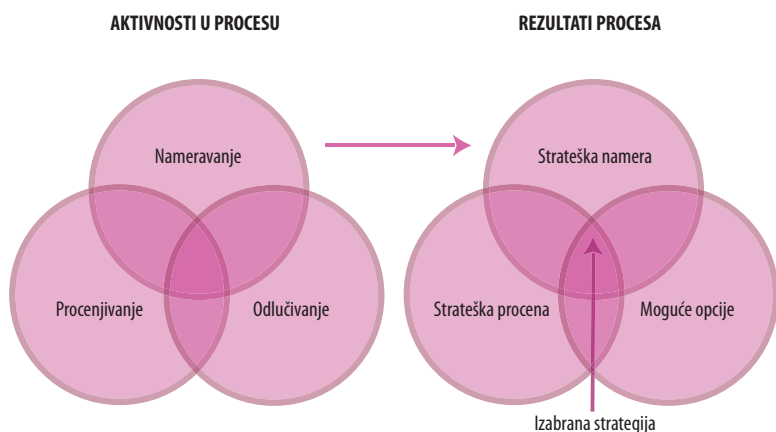 AKTIVNOSTI U PROCESU
REZULTATI PROCESA
Nameravanje
Procenjivanje
Odlučivanje
Strateška namera
Strateška procena
Moguće opcije
Izabrana strategija